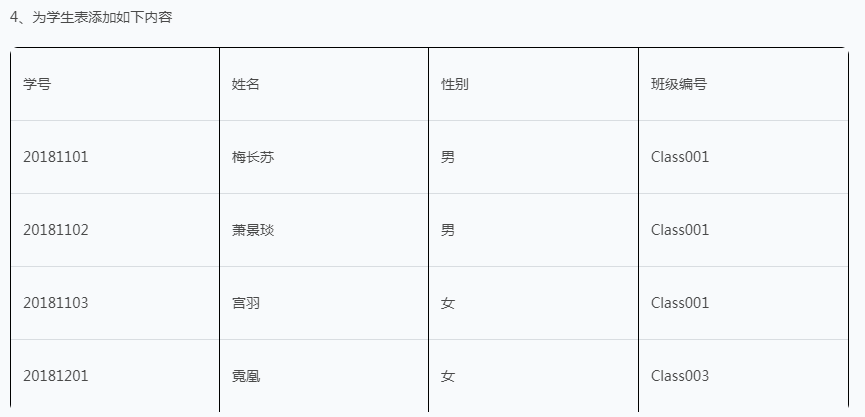 4、为学生表添加如下内容
学号 姓名 性别 班级编号
20181101 梅长苏 男 Class001
20181102 萧景琰 男 Class001
20181103 宫羽 女 Class001
20181201 霓凰 女 Class003